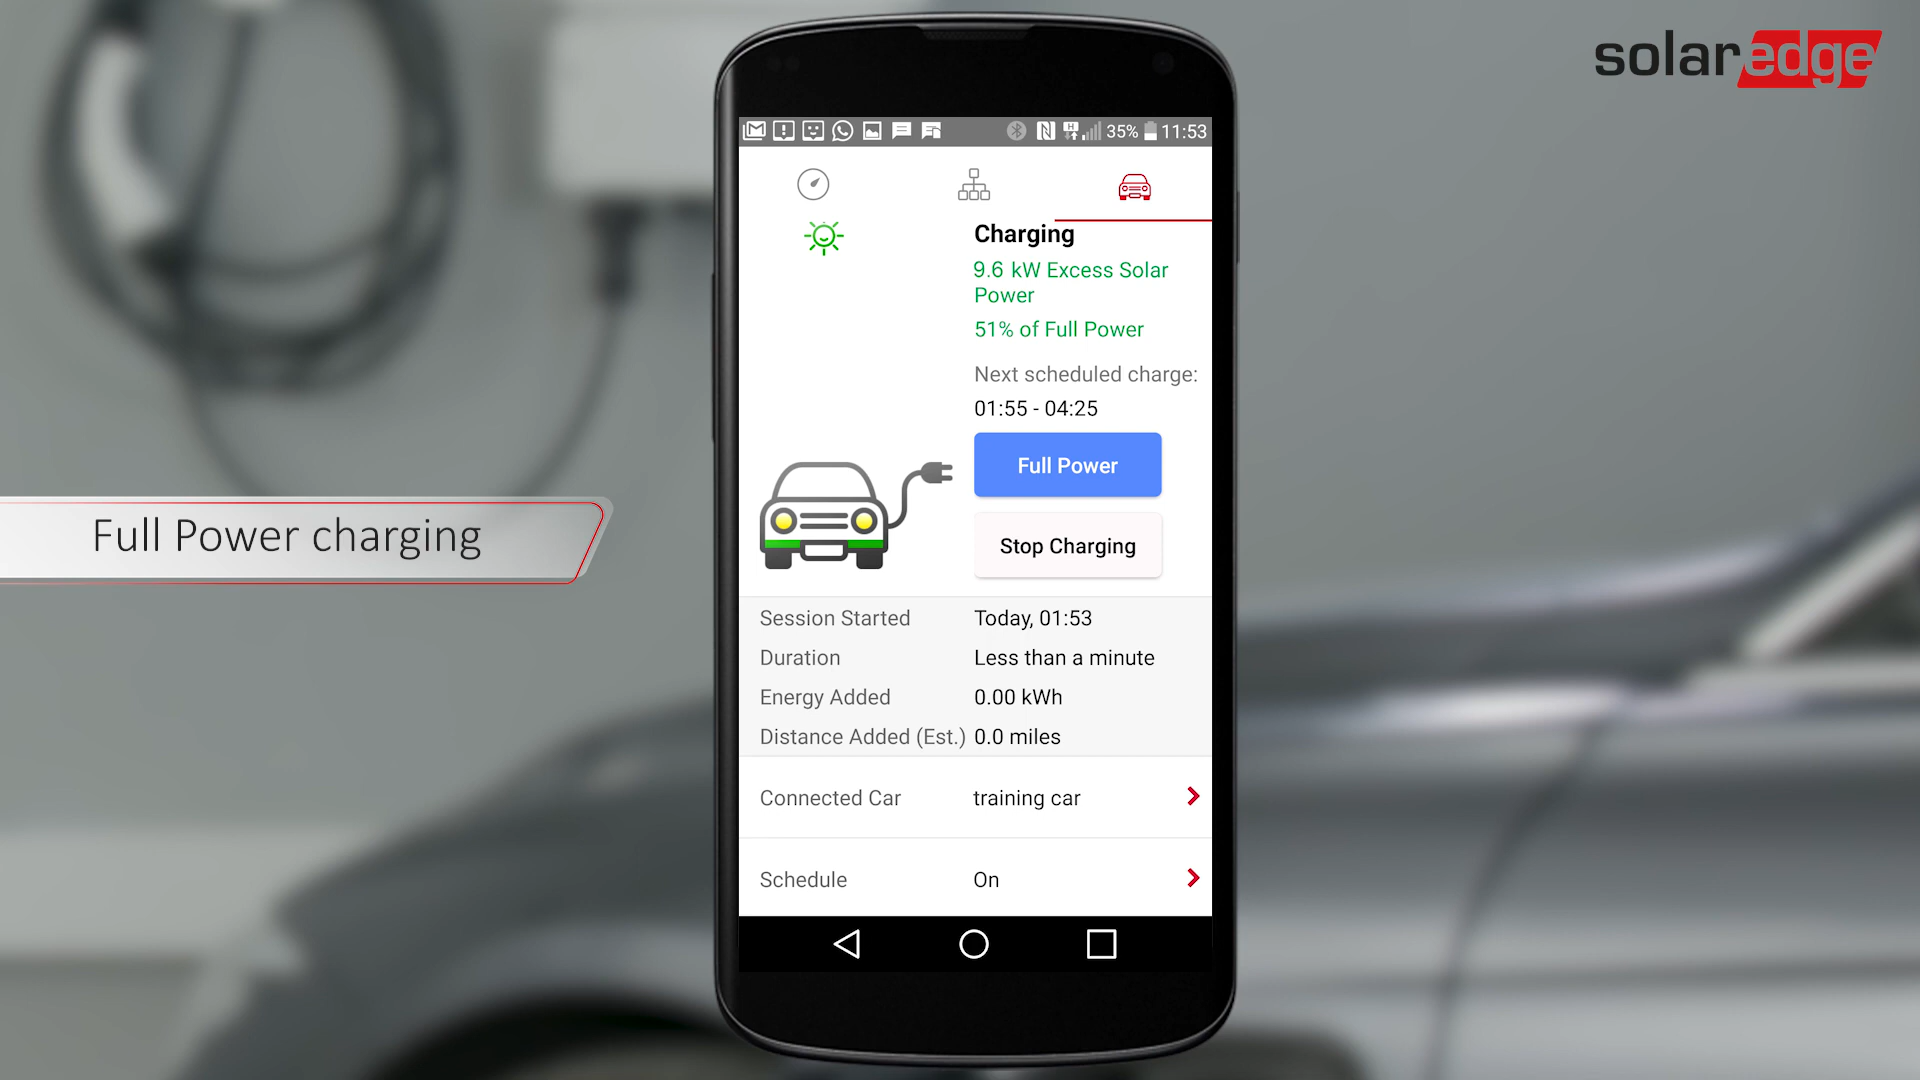 solaredge
35% 11:53
Charging
9.6 kW Excess Solar
Power
51% of Full Power
Next scheduled charge:
01:55 - 04:25
Full Power
Stop Charging
Full Power charging
Session Started Today, 01:53
Duration Less than a minute
Energy Added 0.00 kWh
Distance Added (Est.) 0.0 miles
Connected Car training car
Schedule On